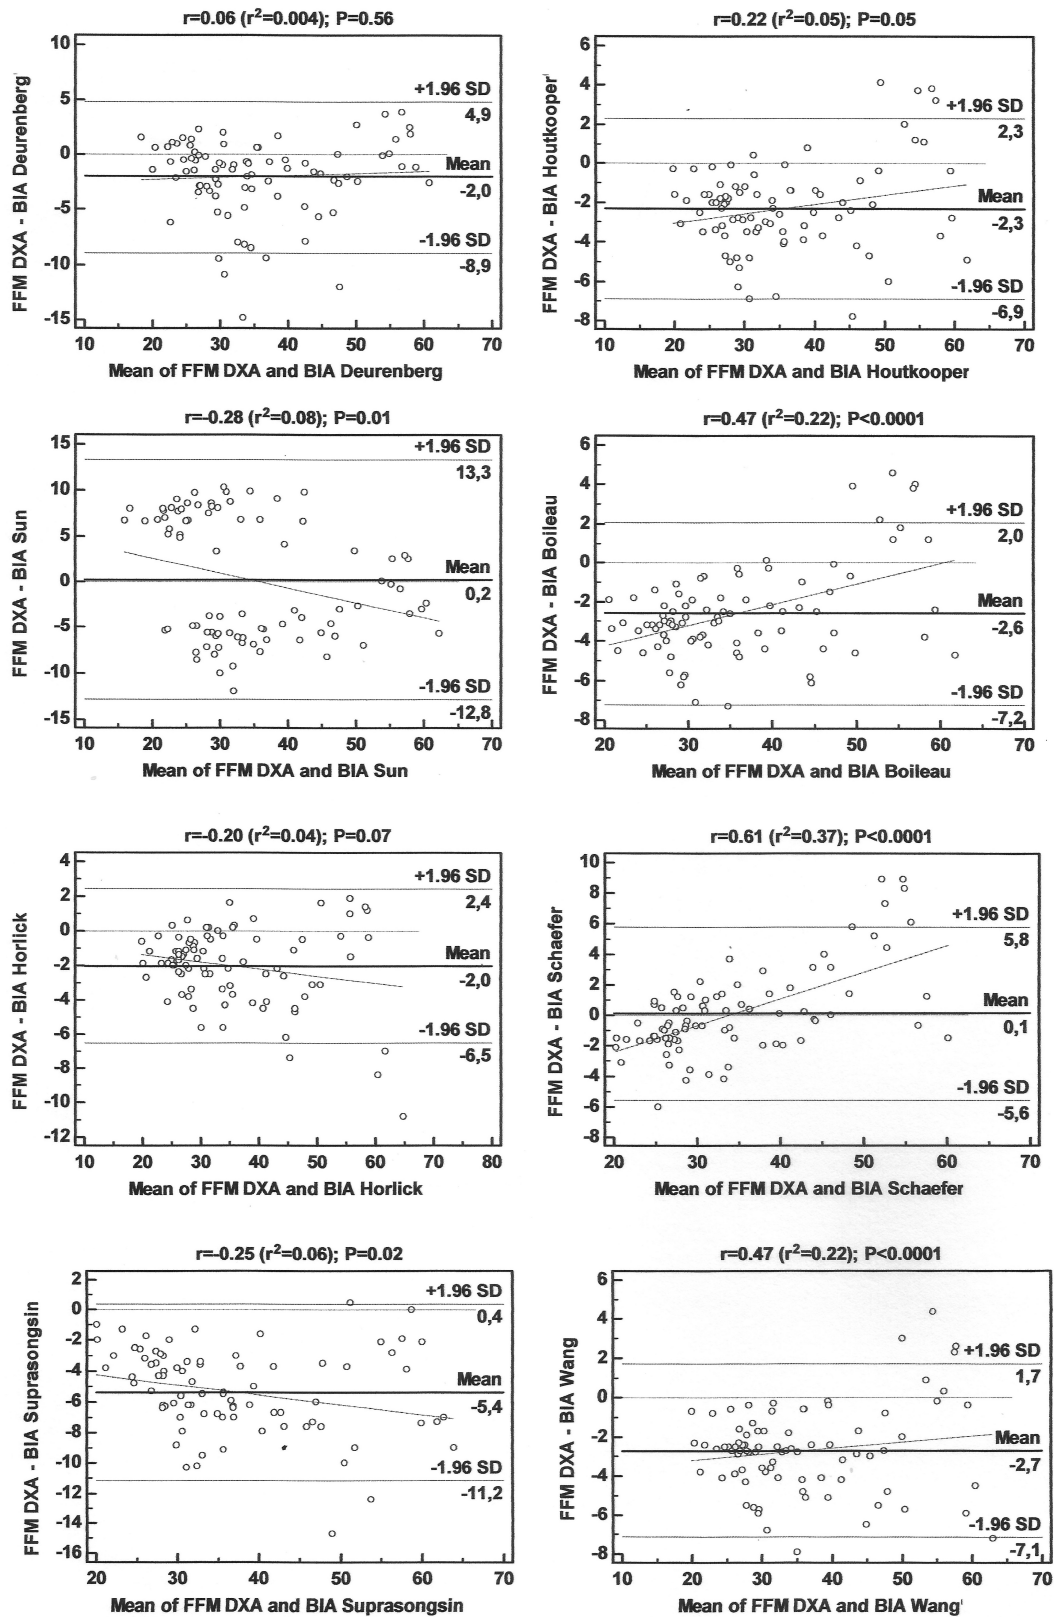 r=0.06 (r²=0.004); P=0.56
FFM DXA - BIA Deurenberg
10
5
0
-5
-10
-15
+1.96 SD
4,9
Mean
-2,0
-1.96 SD
-8,9
10 20 30 40 50 60 70
Mean of FFM DXA and BIA Deurenberg
r=0.22 (r²=0.05); P=0.05
FFM DXA - BIA Houtkooper
6
4
2
0
-2
-4
-6
-8
+1.96 SD
2,3
Mean
-2,3
-1.96 SD
-6,9
10 20 30 40 50 60 70
Mean of FFM DXA and BIA Houtkooper
r=-0.28 (r²=0.08); P=0.01
FFM DXA - BIA Sun
15
10
5
0
-5
-10
-15
+1.96 SD
13,3
Mean
0,2
-1.96 SD
-12,8
10 20 30 40 50 60 70
Mean of FFM DXA and BIA Sun
r=0.47 (r²=0.22); P<0.0001
FFM DXA - BIA Boileau
6
4
2
0
-2
-4
-6
-8
+1.96 SD
2,0
Mean
-2,6
-1.96 SD
-7,2
20 30 40 50 60 70
Mean of FFM DXA and BIA Boileau
r=-0.20 (r²=0.04); P=0.07
FFM DXA - BIA Horlick
4
2
0
-2
-4
-6
-8
-10
-12
+1.96 SD
2,4
Mean
-2,0
-1.96 SD
-6,5
10 20 30 40 50 60 70 80
Mean of FFM DXA and BIA Horlick
r=0.61 (r²=0.37); P<0.0001
FFM DXA - BIA Schaefer
10
8
6
4
2
0
-2
-4
-6
-8
+1.96 SD
5,8
Mean
0,1
-1.96 SD
-5,6
20 30 40 50 60 70
Mean of FFM DXA and BIA Schaefer
r=-0.25 (r²=0.06); P=0.02
FFM DXA - BIA Suprasongsin
2
0
-2
-4
-6
-8
-10
-12
-14
-16
+1.96 SD
0,4
Mean
-5,4
-1.96 SD
-11,2
20 30 40 50 60 70
Mean of FFM DXA and BIA Suprasongsin
r=0.47 (r²=0.22); P<0.0001
FFM DXA - BIA Wang
6
4
2
0
-2
-4
-6
-8
+1.96 SD
1,7
Mean
-2,7
-1.96 SD
-7,1
10 20 30 40 50 60 70
Mean of FFM DXA and BIA Wang